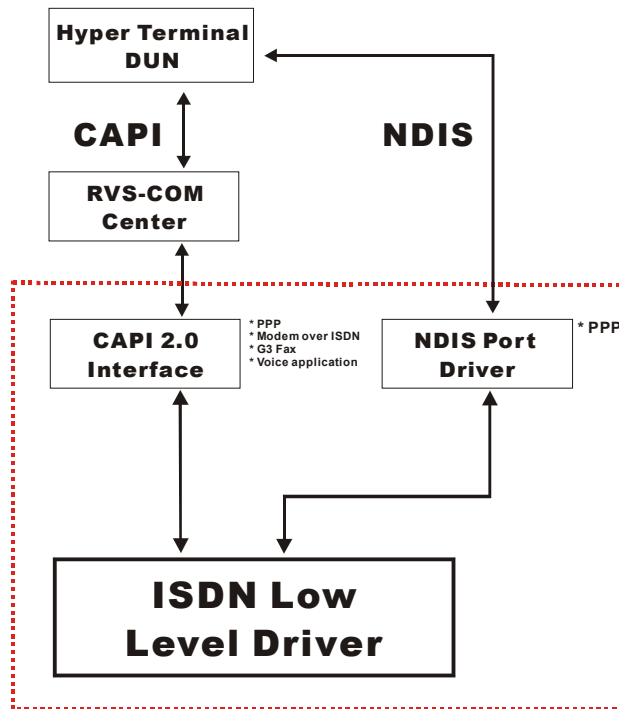 Hyper Terminal
DUN
CAPI
NDIS
RVS-COM
Center
CAPI 2.0
Interface
* PPP
* Modem over ISDN
* G3 Fax
* Voice application
NDIS Port
Driver
* PPP
ISDN Low
Level Driver